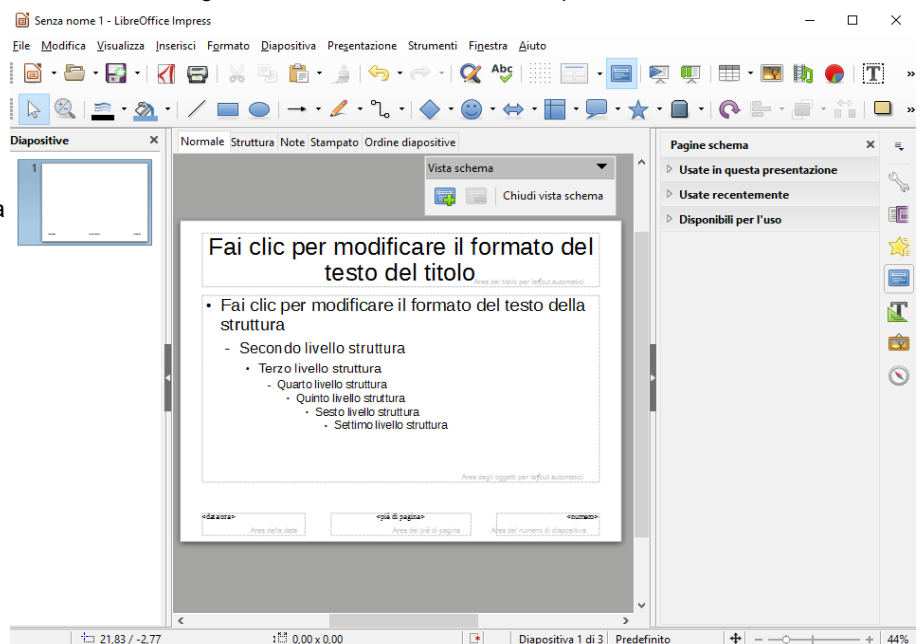 Senza nome 1 - LibreOffice Impress
File Modifica Visualizza Inserisci Formato Diapositiva Presentazione Strumenti Finestra Aiuto
Abc
T
Diapositive
Normale Struttura Note Stampato Ordine diapositive
Pagine schema
1
Vista schema
Chiudi vista schema
Usate in questa presentazione
Usate recentemente
Disponibili per l'uso
a
Fai clic per modificare il formato del
testo del titolo
Area del titolo per layout automatici
• Fai clic per modificare il formato del testo della
struttura
- Secondo livello struttura
• Terzo livello struttura
- Quarto livello struttura
• Quinto livello struttura
• Sesto livello struttura
• Settimo livello struttura
Area degli oggetti per layout automatici
<data/ora> <piè di pagina> <numero>
Area della data Area del piè di pagina Area del numero di diapositiva
21,83 / -2,77 0,00 x 0,00 Diapositiva 1 di 3 Predefinito 44%